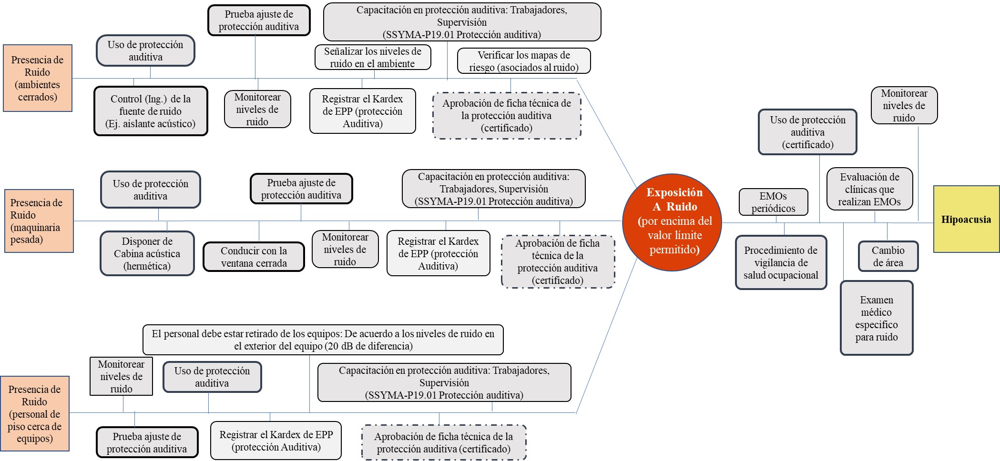 Presencia de
Ruido
(ambientes
cerrados)
Uso de protección
auditiva
Prueba ajuste de
protección auditiva
Capacitación en protección auditiva: Trabajadores,
Supervisión
(SSYMA-P19.01 Protección auditiva)
Señalizar los niveles de
ruido en el ambiente
Verificar los mapas de
riesgo (asociados al ruido)
Control (Ing.) de la
fuente de ruido
(Ej. aislante acústico)
Monitorear
niveles de
ruido
Registrar el Kardex
de EPP (protección
Auditiva)
Aprobación de ficha técnica de
la protección auditiva
(certificado)
Presencia de
Ruido
(maquinaria
pesada)
Uso de protección
auditiva
Prueba ajuste de
protección auditiva
Capacitación en protección auditiva:
Trabajadores, Supervisión
(SSYMA-P19.01 Protección auditiva)
Disponer de
Cabina acústica
(hermética)
Conducir con la
ventana cerrada
Monitorear
niveles de
ruido
Registrar el Kardex
de EPP (protección
Auditiva)
Aprobación de ficha
técnica de la
protección auditiva
(certificado)
Presencia de
Ruido
(personal de
piso cerca de
equipos)
El personal debe estar retirado de los equipos: De acuerdo a los niveles de ruido en
el exterior del equipo (20 dB de diferencia)
Monitorear
niveles de
ruido
Uso de protección
auditiva
Capacitación en protección auditiva: Trabajadores,
Supervisión
(SSYMA-P19.01 Protección auditiva)
Prueba ajuste de
protección auditiva
Registrar el Kardex de EPP
(protección Auditiva)
Aprobación de ficha técnica de la
protección auditiva (certificado)
Exposición
A Ruido
(por encima del
valor límite
permitido)
EMOs
periódicos
Uso de protección
auditiva
(certificado)
Evaluación de
clínicas que
realizan EMOs
Monitorear
niveles de
ruido
Procedimiento de
vigilancia de
salud ocupacional
Examen
médico
especifico
para ruido
Cambio
de área
Hipoacusia